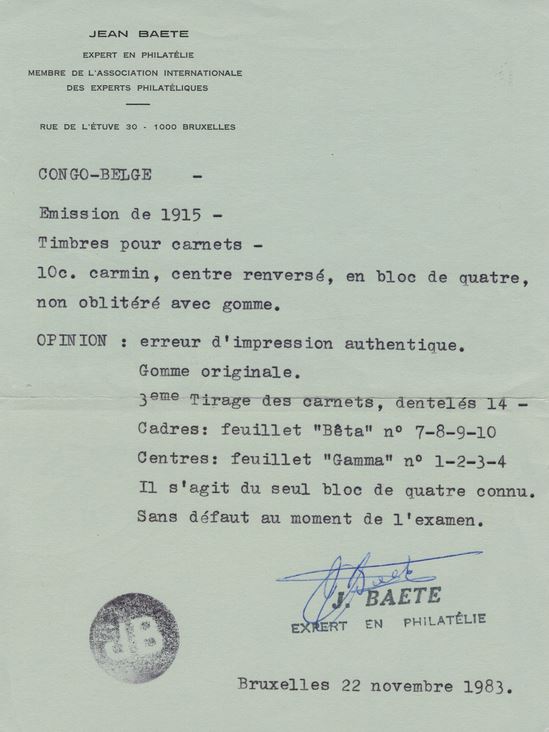 JEAN BAETE
EXPERT EN PHILATÉLIE
MEMBRE DE L'ASSOCIATION INTERNATIONALE
DES EXPERTS PHILATÉLIQUES
RUE DE L'ÉTUVE 30 - 1000 BRUXELLES
CONGO-BELGE -
Emission de 1915 -
Timbres pour carnets -
10c. carmin, centre renversé, en bloc de quatre,
non oblitéré avec gomme.
OPINION : erreur d'impression authentique.
Gomme originale.
3eme Tirage des carnets, dentelés 14 -
Cadres: feuillet "Bêta" n° 7-8-9-10
Centres: feuillet "Gamma" n° 1-2-3-4
Il s'agit du seul bloc de quatre connu.
Sans défaut au moment de l'examen.
J. Baete
J. BAETE
EXPERT EN PHILATÉLIE
JB
Bruxelles 22 novembre 1983.